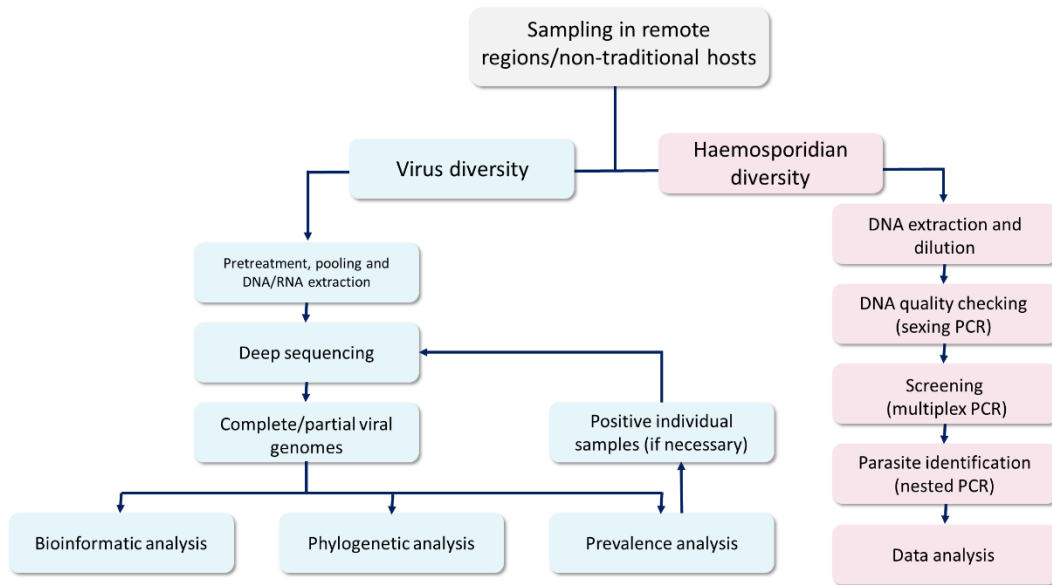 Sampling in remote
regions/non-traditional hosts
Virus diversity
Haemosporidian
diversity
Pretreatment, pooling and
DNA/RNA extraction
Deep sequencing
Complete/partial viral
genomes
Positive individual
samples (if necessary)
Bioinformatic analysis
Phylogenetic analysis
Prevalence analysis
DNA extraction and
dilution
DNA quality checking
(sexing PCR)
Screening
(multiplex PCR)
Parasite identification
(nested PCR)
Data analysis